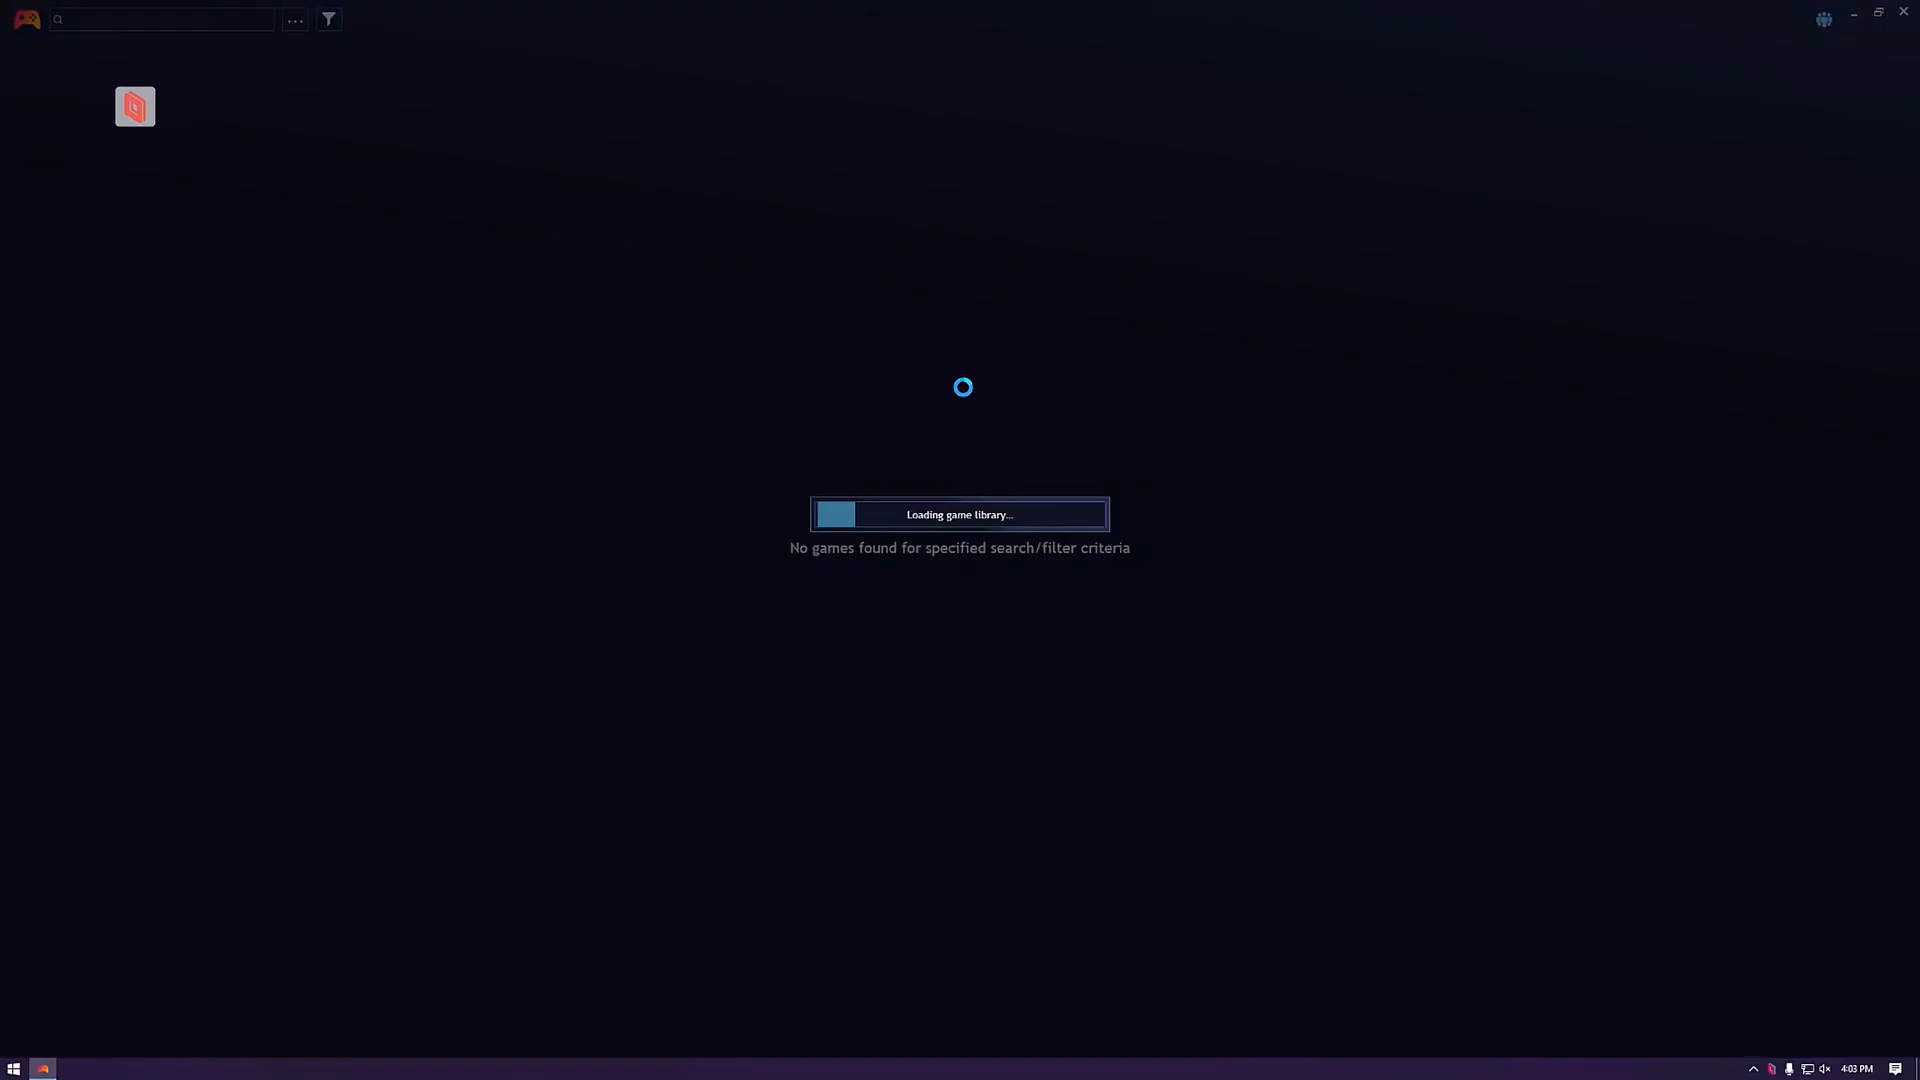 ...
Loading game library...
No games found for specified search/filter criteria
4:03 PM